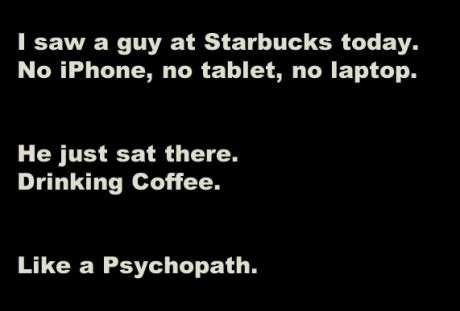 I saw a guy at Starbucks today.
No iPhone, no tablet, no laptop.
He just sat there.
Drinking Coffee.
Like a Psychopath.